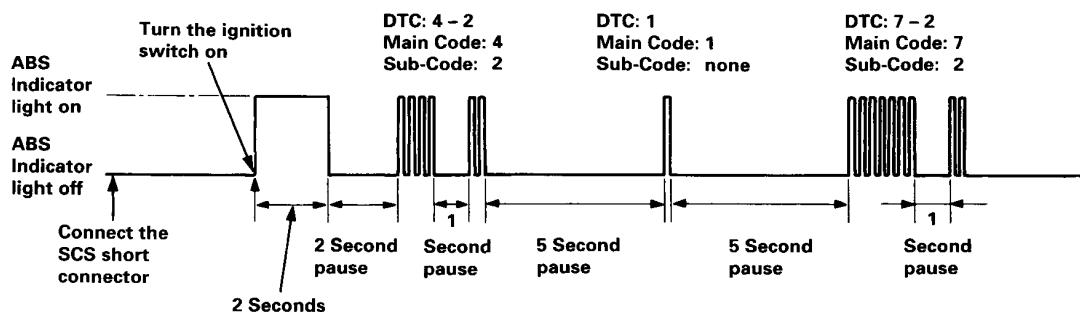 DTC: 4 – 2
Main Code: 4
Sub-Code: 2
DTC: 1
Main Code: 1
Sub-Code: none
DTC: 7 – 2
Main Code: 7
Sub-Code: 2
Turn the ignition
switch on
ABS
Indicator
light on
ABS
Indicator
light off
Connect the
SCS short
connector
2 Seconds
2 Second
pause
1
Second
pause
5 Second
pause
5 Second
pause
1
Second
pause